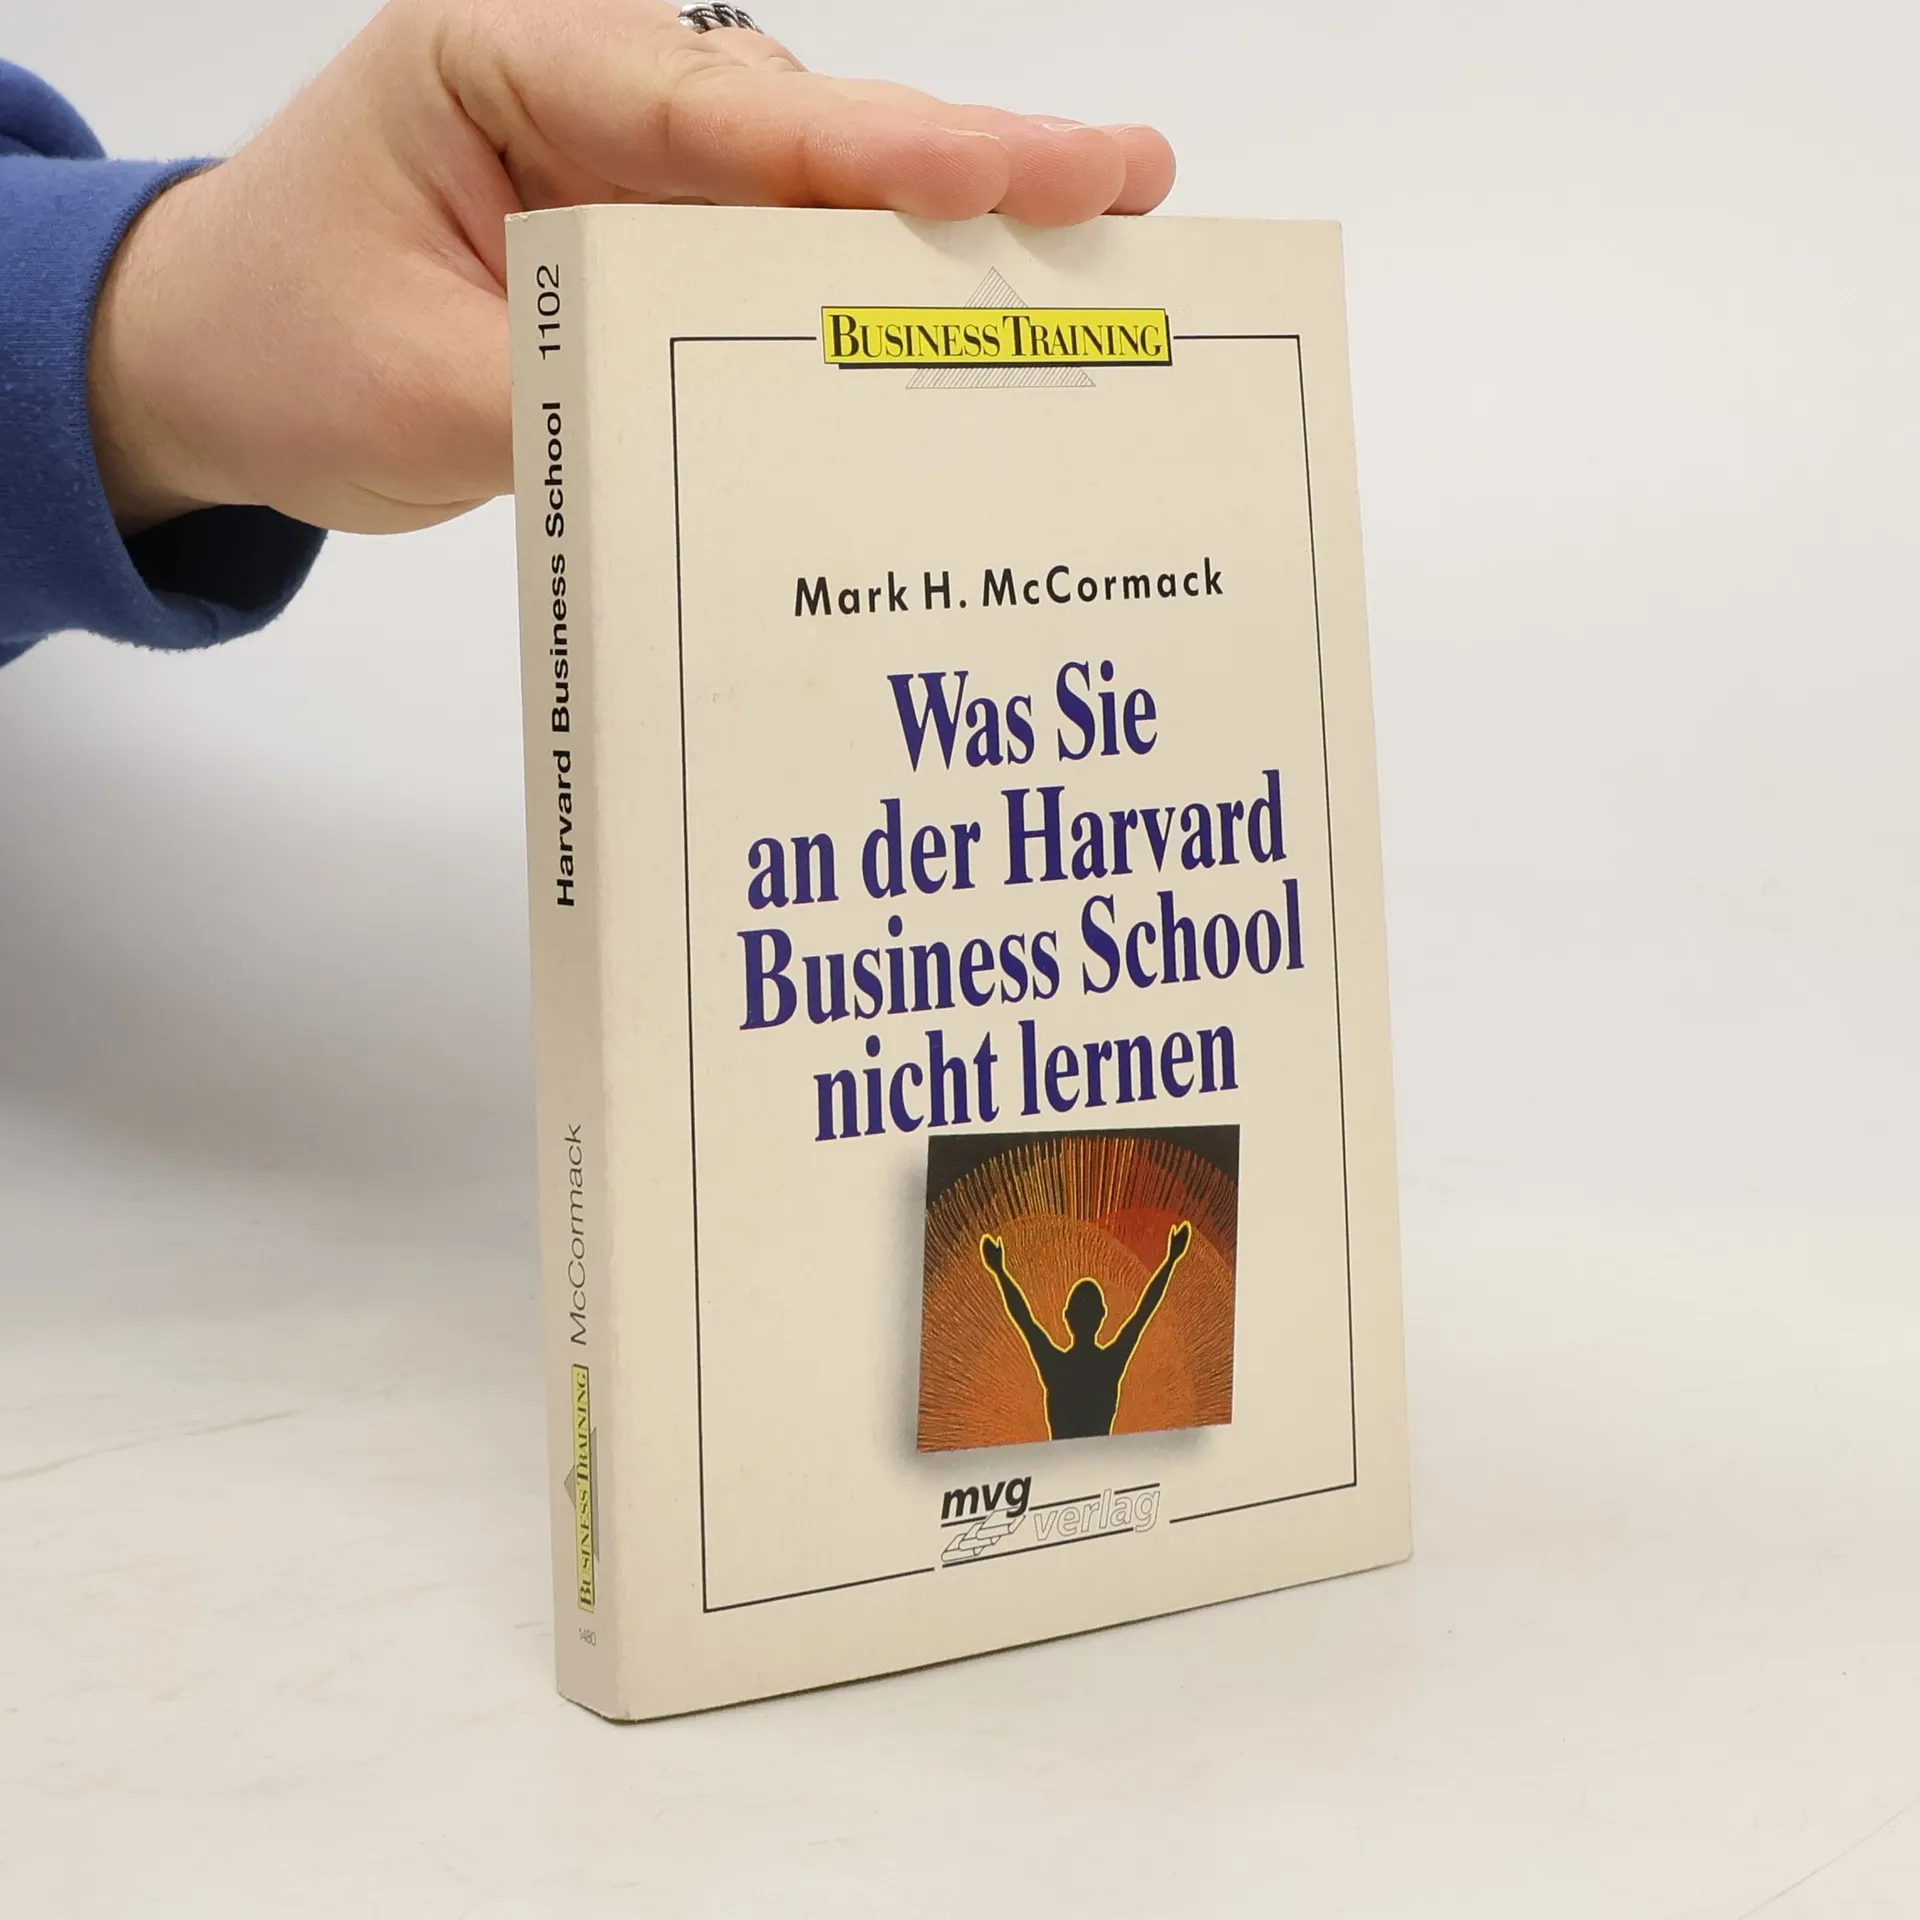 BUSINESS TRAINING
Mark H. McCormack
Was Sie
an der Harvard
Business School
nicht lernen
mvg
verlag
Harvard Business School 1102
McCormack
BUSINESS TRAINING
1480